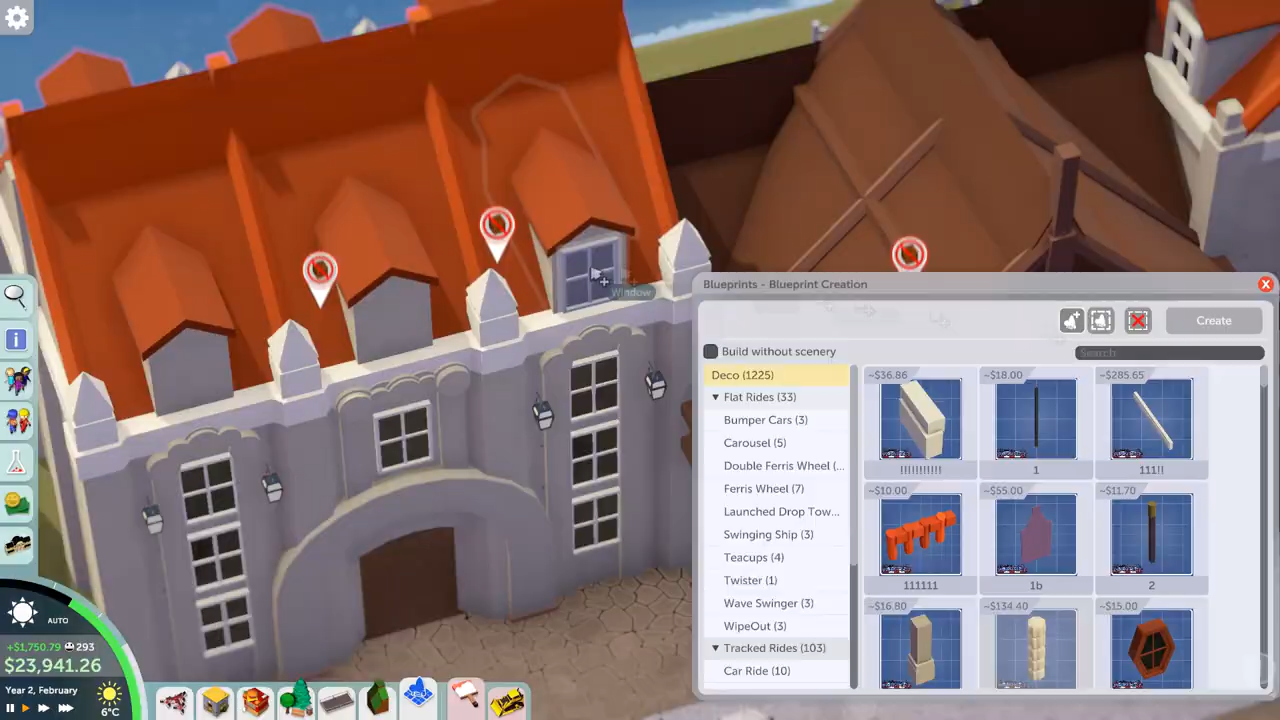 Window
Blueprints - Blueprint Creation
X
Create
Build without scenery
Search
Deco (1225)
▼ Flat Rides (33)
Bumper Cars (3)
Carousel (5)
Double Ferris Wheel (...
Ferris Wheel (7)
Launched Drop Tow...
Swinging Ship (3)
Teacups (4)
Twister (1)
Wave Swinger (3)
WipeOut (3)
▼ Tracked Rides (103)
Car Ride (10)
~$36.86
~$18.00
~$285.65
!!!!!!!!!!!
1
111!!
~$10.00
~$55.00
~$11.70
111111
1b
2
~$16.80
~$134.40
~$15.00
AUTO
+$1,750.79 293
$23,941.26
Year 2, February
6°C